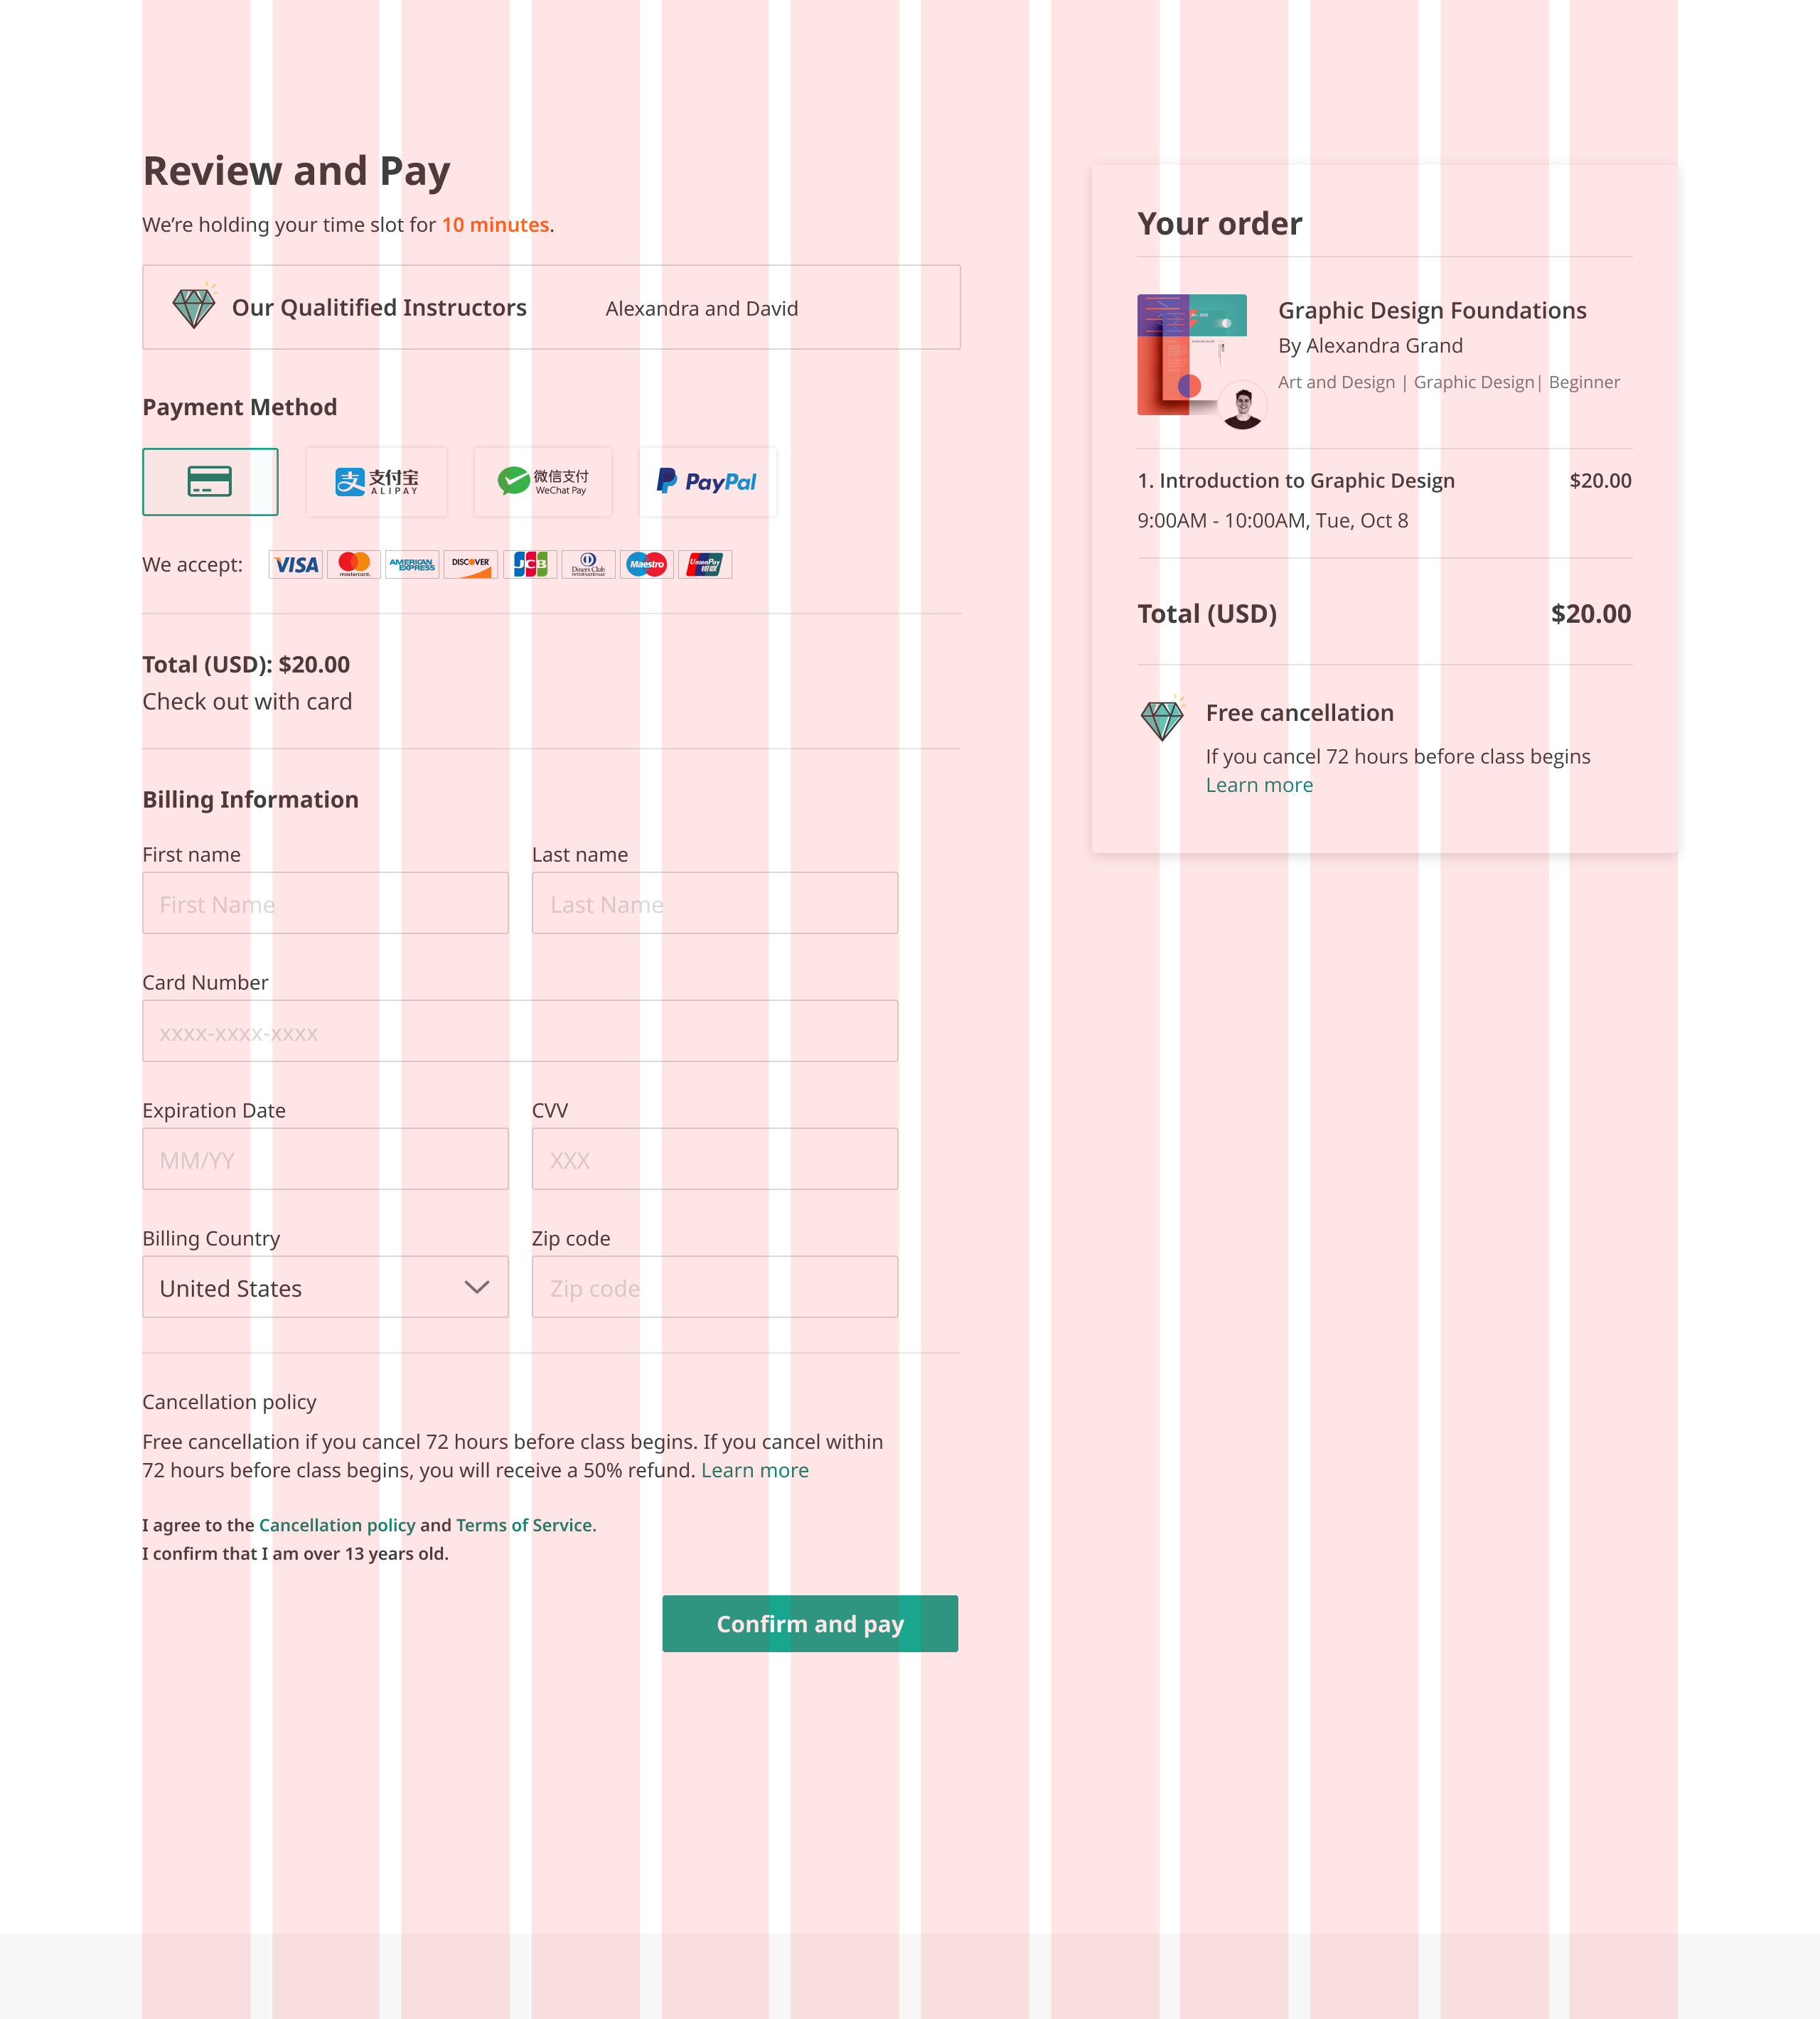 Review and Pay
We’re holding your time slot for 10 minutes.
Our Qualitified Instructors
Alexandra and David
Payment Method
支付宝
ALIPAY
微信支付
WeChat Pay
PayPal
We accept:
VISA
mastercard.
AMERICAN
EXPRESS
DISCOVER
JCB
Diners Club
INTERNATIONAL
Maestro
UnionPay
银联
Total (USD): $20.00
Check out with card
Billing Information
First name
Last name
First Name
Last Name
Card Number
xxxx-xxxx-xxxx
Expiration Date
CVV
MM/YY
XXX
Billing Country
Zip code
United States
Zip code
Cancellation policy
Free cancellation if you cancel 72 hours before class begins. If you cancel within
72 hours before class begins, you will receive a 50% refund. Learn more
I agree to the Cancellation policy and Terms of Service.
I confirm that I am over 13 years old.
Confirm and pay
Your order
Graphic Design Foundations
By Alexandra Grand
Art and Design | Graphic Design| Beginner
1. Introduction to Graphic Design
$20.00
9:00AM - 10:00AM, Tue, Oct 8
Total (USD)
$20.00
Free cancellation
If you cancel 72 hours before class begins
Learn more